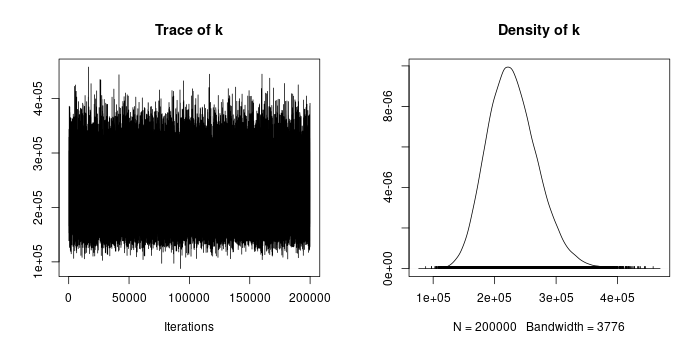 Trace of k
1e+05 2e+05 3e+05 4e+05
0 50000 100000 150000 200000
Iterations
Density of k
0e+00 4e-06 8e-06
1e+05 2e+05 3e+05 4e+05
N = 200000 Bandwidth = 3776